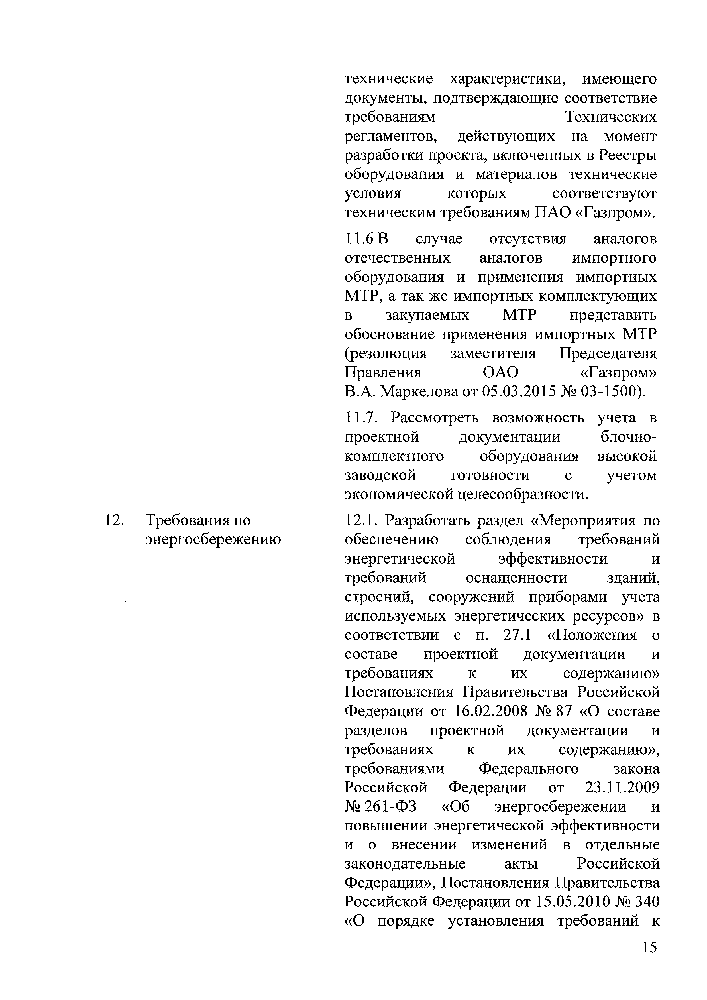 технические характеристики, имеющего
документы, подтверждающие соответствие
требованиям Технических
регламентов, действующих на момент
разработки проекта, включенных в Реестры
оборудования и материалов технические
условия которых соответствуют
техническим требованиям ПАО «Газпром».
11.6 В случае отсутствия аналогов
отечественных аналогов импортного
оборудования и применения импортных
МТР, а так же импортных комплектующих
в закупаемых МТР представить
обоснование применения импортных МТР
(резолюция заместителя Председателя
Правления ОАО «Газпром»
В.А. Маркелова от 05.03.2015 № 03-1500).
11.7. Рассмотреть возможность учета в
проектной документации блочно-
комплектного оборудования высокой
заводской готовности с учетом
экономической целесообразности.
12. Требования по
энергосбережению
12.1. Разработать раздел «Мероприятия по
обеспечению соблюдения требований
энергетической эффективности и
требований оснащенности зданий,
строений, сооружений приборами учета
используемых энергетических ресурсов» в
соответствии с п. 27.1 «Положения о
составе проектной документации и
требованиях к их содержанию»
Постановления Правительства Российской
Федерации от 16.02.2008 № 87 «О составе
разделов проектной документации и
требованиях к их содержанию»,
требованиями Федерального закона
Российской Федерации от 23.11.2009
№ 261-ФЗ «Об энергосбережении и
повышении энергетической эффективности
и о внесении изменений в отдельные
законодательные акты Российской
Федерации», Постановления Правительства
Российской Федерации от 15.05.2010 № 340
«О порядке установления требований к
15